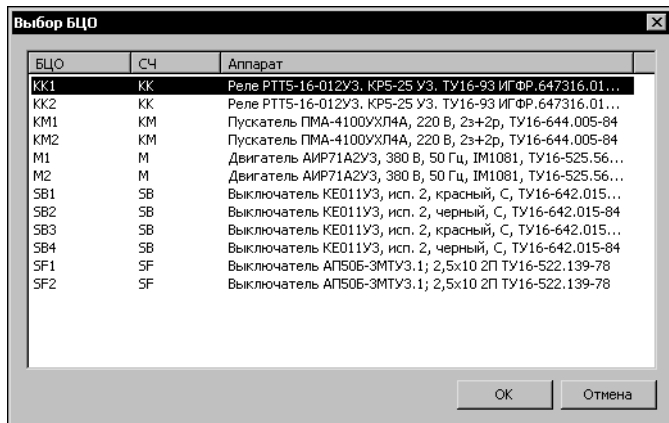 Выбор БЦО
БЦО СЧ Аппарат
KK1 KK Реле РТТ5-16-012УЗ. КР5-25 УЗ. ТУ16-93 ИГФР.647316.01...
KK2 KK Реле РТТ5-16-012УЗ. КР5-25 УЗ. ТУ16-93 ИГФР.647316.01...
KM1 KM Пускатель ПМА-4100УХЛ4А, 220 В, 2з+2р, ТУ16-644.005-84
KM2 KM Пускатель ПМА-4100УХЛ4А, 220 В, 2з+2р, ТУ16-644.005-84
M1 M Двигатель АИР71А2УЗ, 380 В, 50 Гц, IM1081, ТУ16-525.56...
M2 M Двигатель АИР71А2УЗ, 380 В, 50 Гц, IM1081, ТУ16-525.56...
SB1 SB Выключатель КЕ011УЗ, исп. 2, красный, С, ТУ16-642.015...
SB2 SB Выключатель КЕ011УЗ, исп. 2, черный, С, ТУ16-642.015-84
SB3 SB Выключатель КЕ011УЗ, исп. 2, красный, С, ТУ16-642.015...
SB4 SB Выключатель КЕ011УЗ, исп. 2, черный, С, ТУ16-642.015-84
SF1 SF Выключатель АП50Б-3МТУЗ.1; 2,5х10 2П ТУ16-522.139-78
SF2 SF Выключатель АП50Б-3МТУЗ.1; 2,5х10 2П ТУ16-522.139-78
OK Отмена